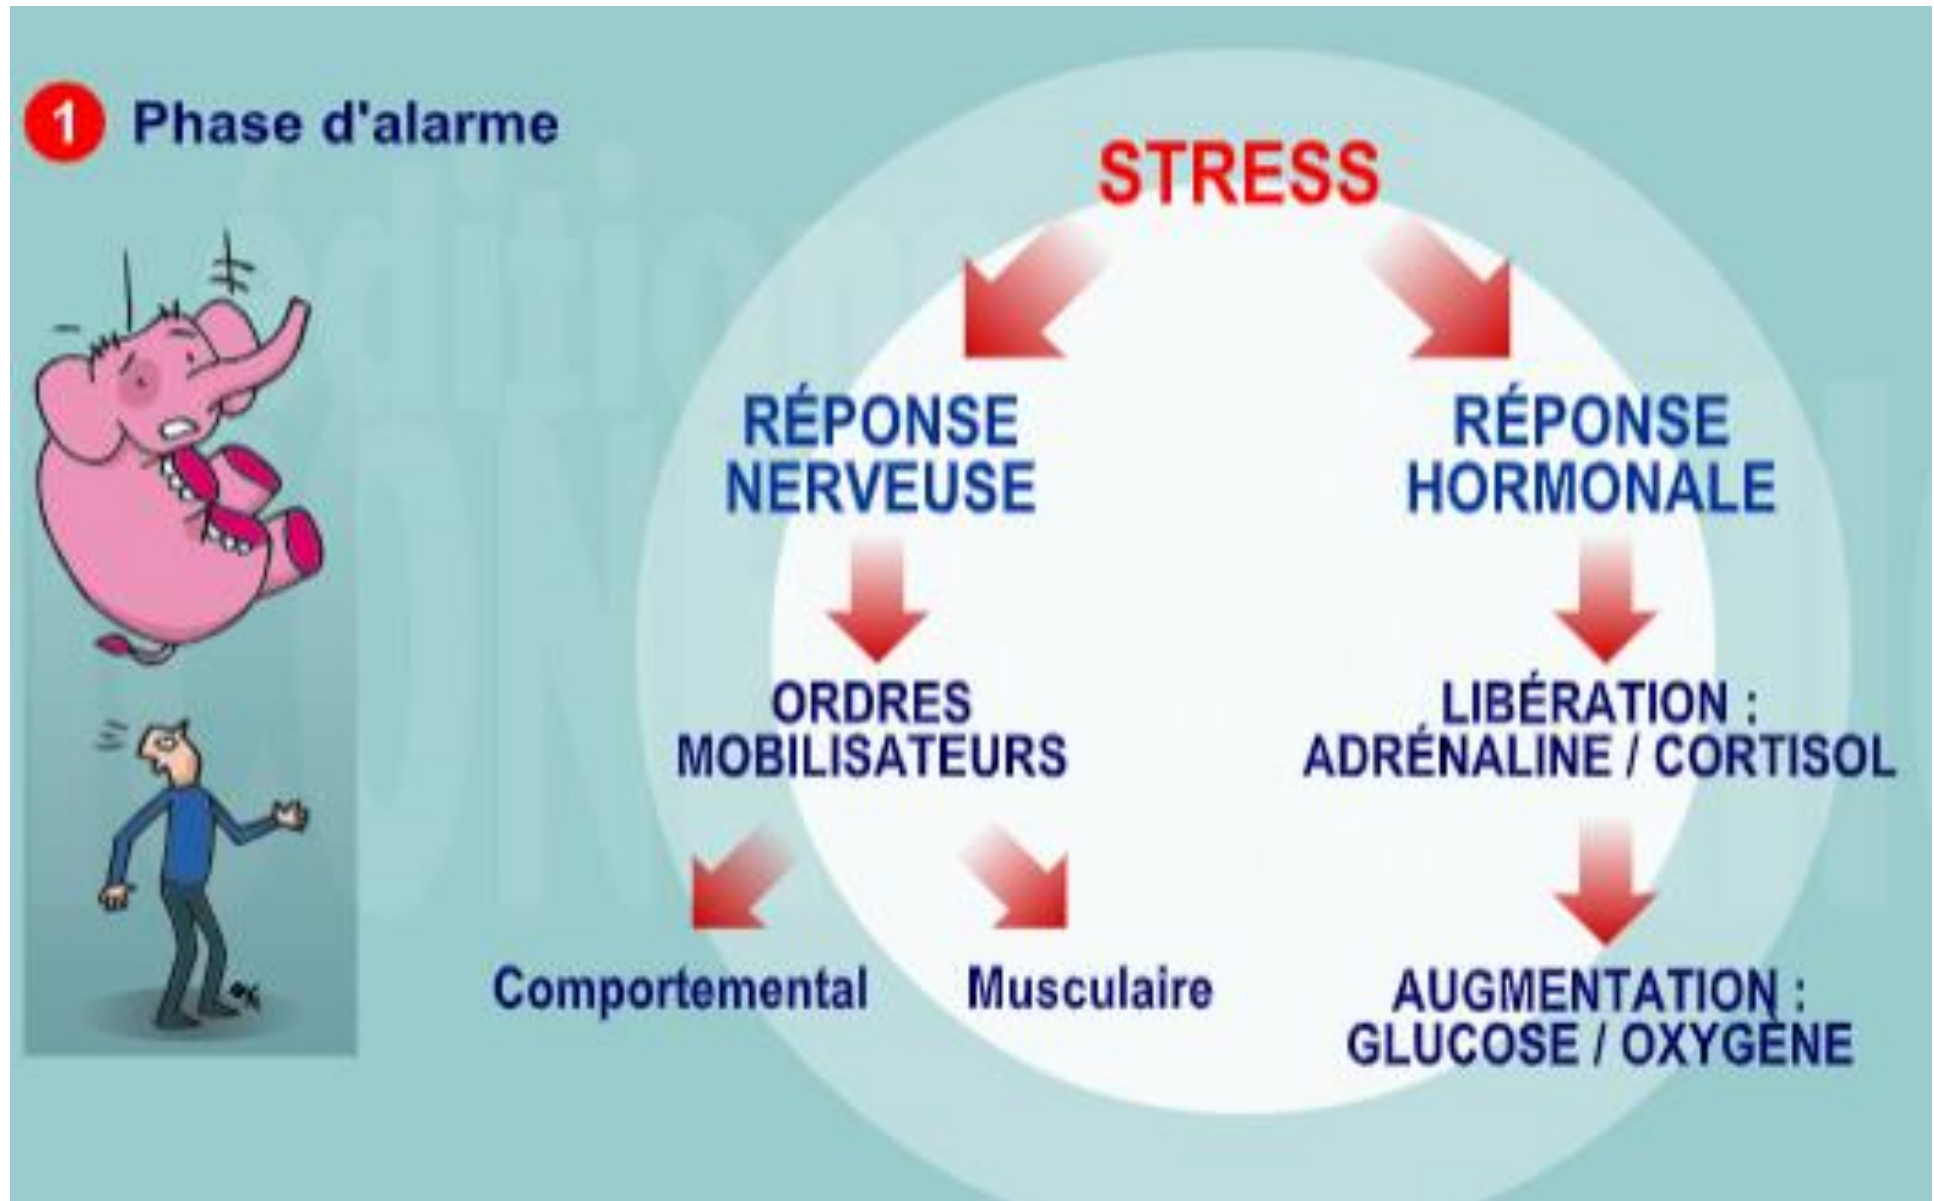 1 Phase d'alarme
STRESS
RÉPONSE
NERVEUSE
RÉPONSE
HORMONALE
ORDRES
MOBILISATEURS
LIBÉRATION :
ADRÉNALINE / CORTISOL
Comportemental
Musculaire
AUGMENTATION :
GLUCOSE / OXYGÈNE